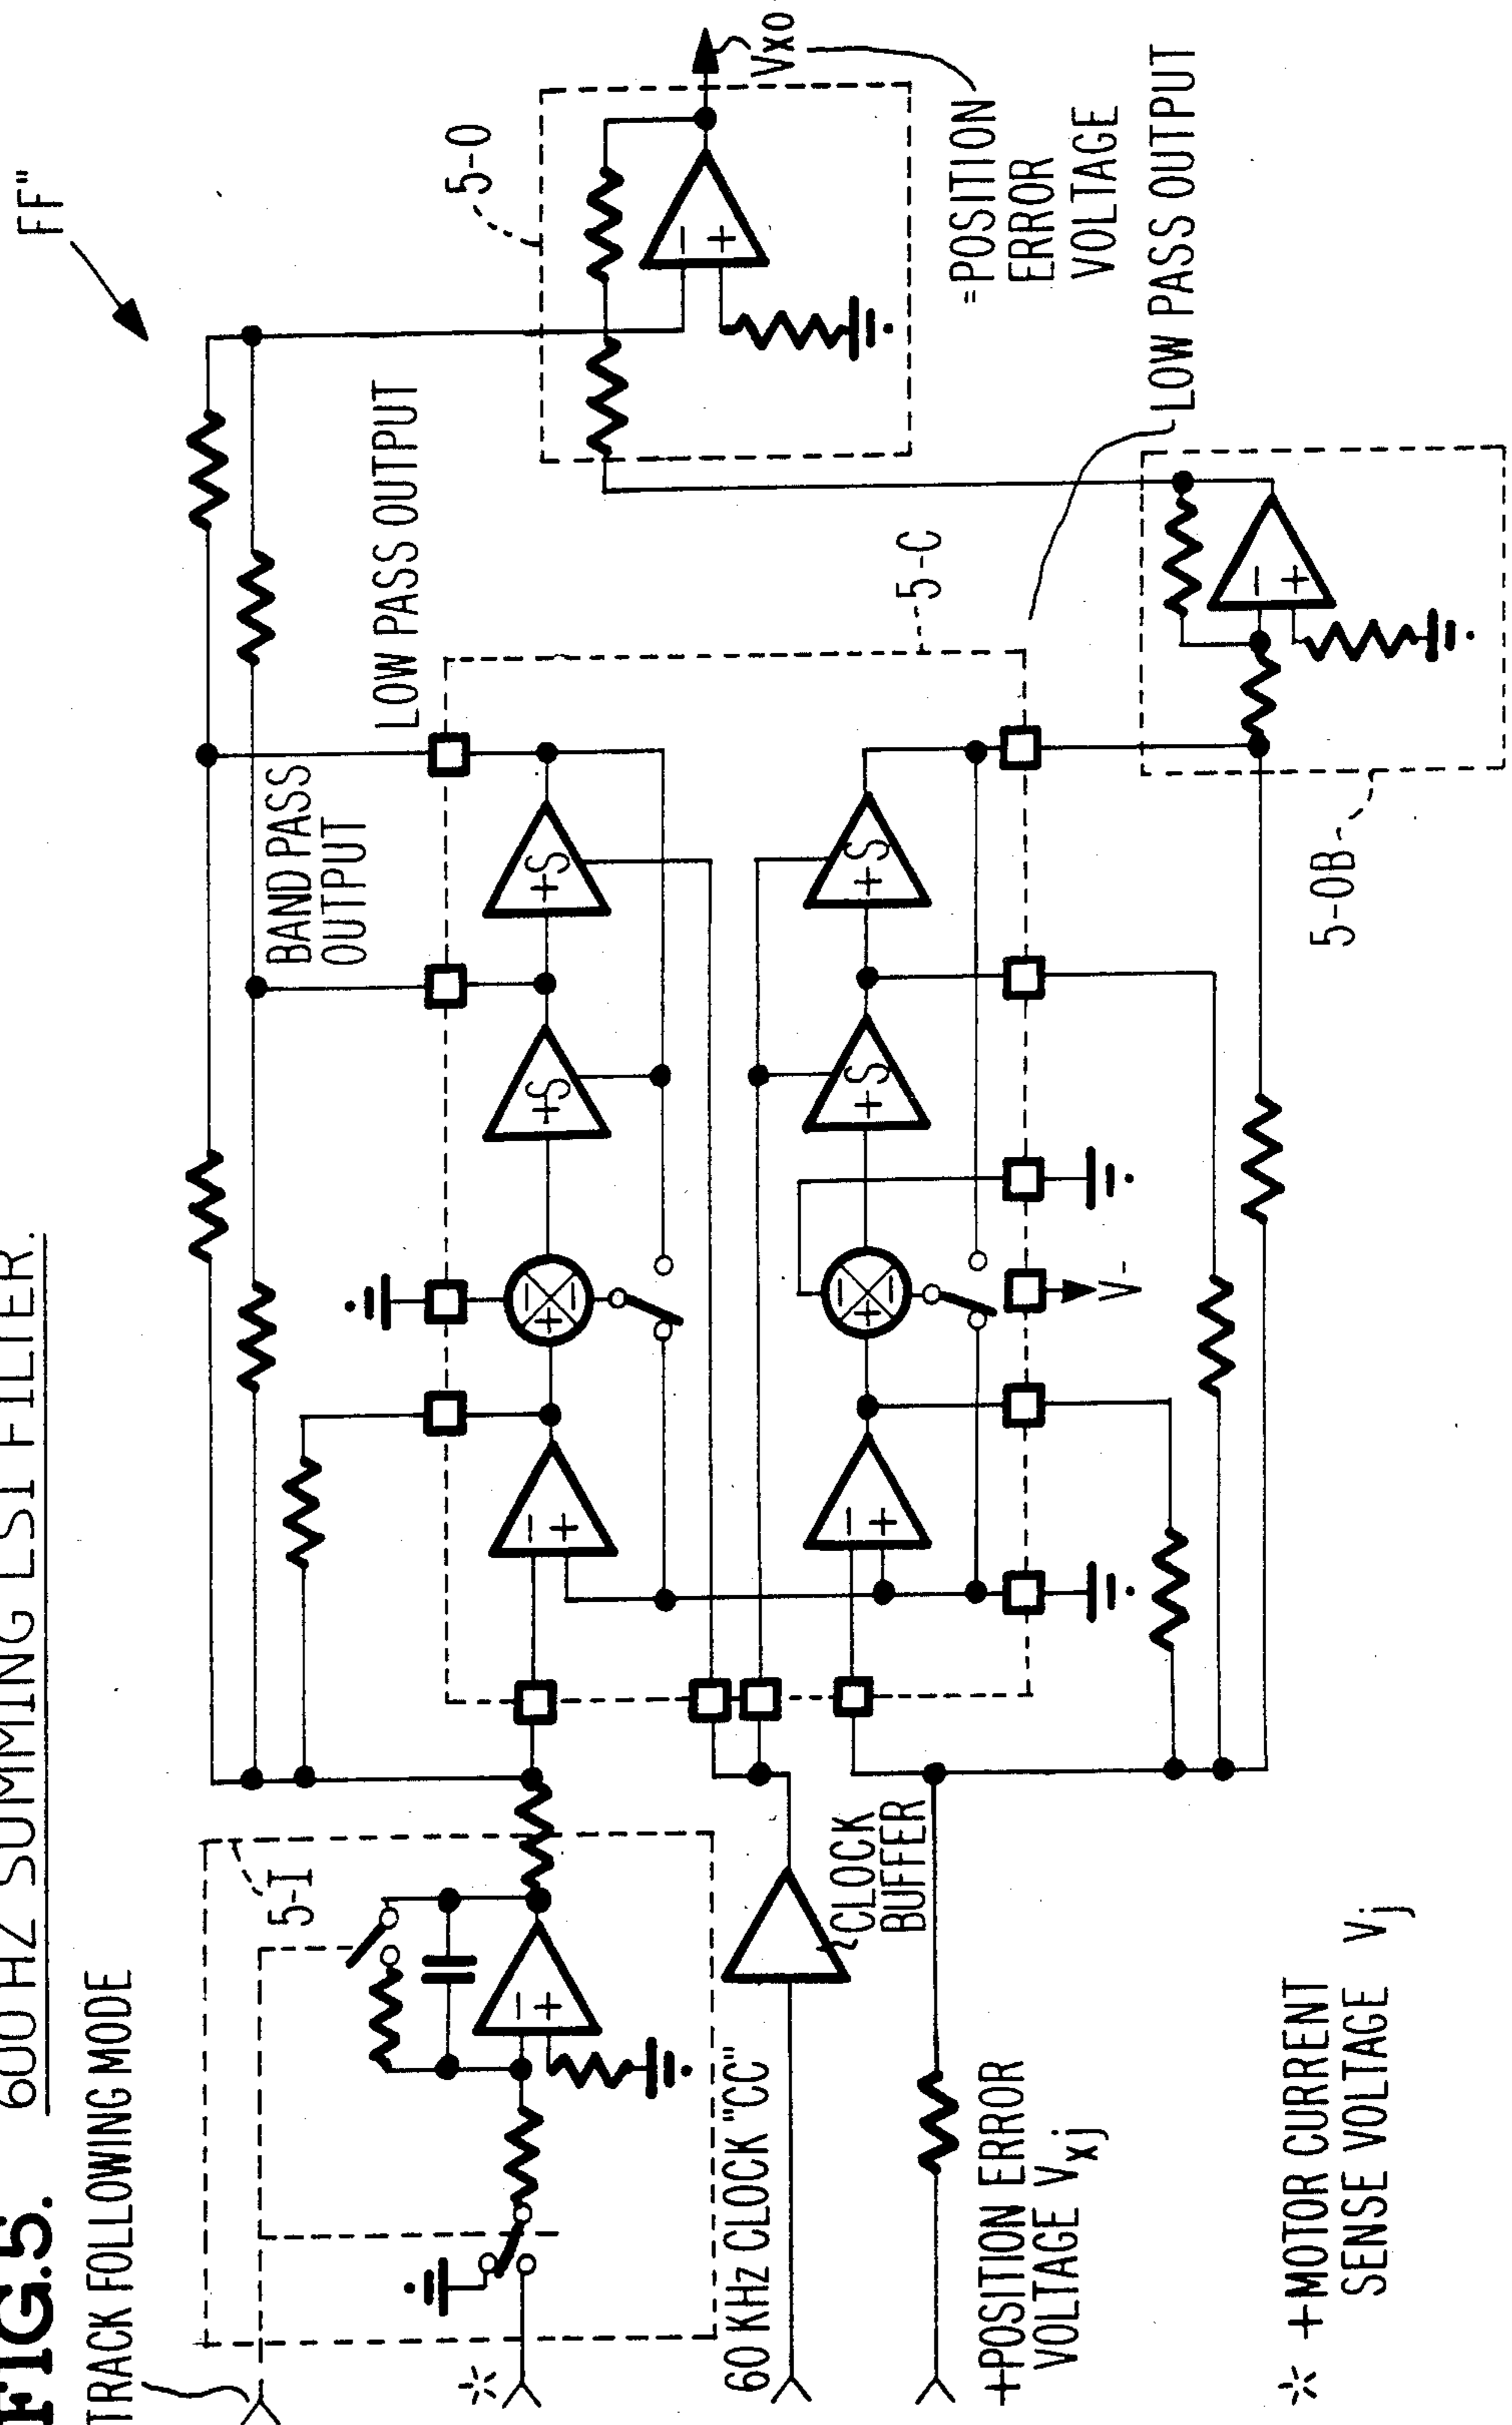 FIG.5. 600 HZ SUMMING LSI FILTER.
FF"
TRACK FOLLOWING MODE
5-I
*
60 KHz CLOCK "CC"
CLOCK
BUFFER
+POSITION ERROR
VOLTAGE Vxj
* +MOTOR CURRENT
SENSE VOLTAGE Vj
BAND PASS
OUTPUT
LOW PASS OUTPUT
5-C
V-
LOW PASS OUTPUT
5-OB
5-O
Vxo
=POSITION
ERROR
VOLTAGE
− +
− +
− +
+ − −
+ − −
+S
+S
+S
+S
− +
− +